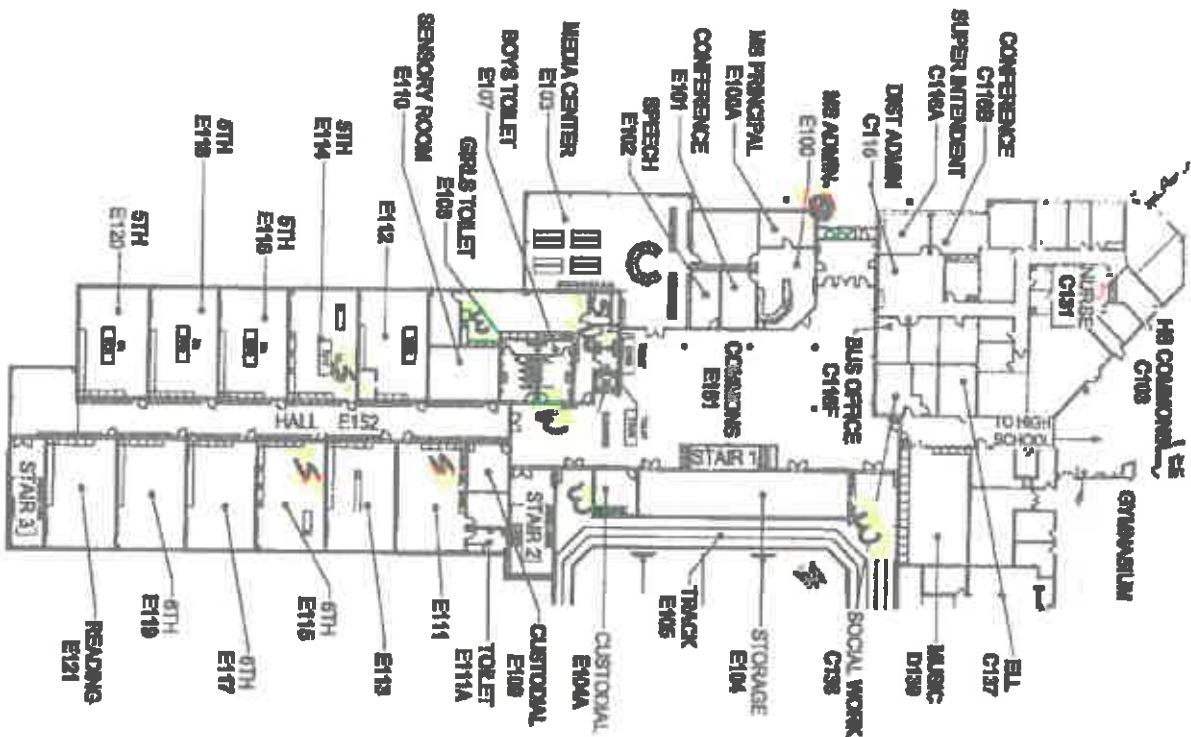 CONFERENCE
C116B
SUPER INTENDENT
C116A
DIST ADMIN
C116
MS ADMIN.
E100
MS PRINCIPAL
E100A
CONFERENCE
E101
SPEECH
E102
MEDIA CENTER
E103
BOYS TOILET
E107
GIRLS TOILET
E108
SENSORY ROOM
E110
E112
5TH
E114
5TH
E116
5TH
E118
5TH
E120
NURSE
C131
HS COMMONS
C103
TO HIGH
SCHOOL
GYMNASIUM
BUS OFFICE
C116F
COMMONS
E151
STAIR 1
STAIR 2
STAIR 3
HALL E152
ELL
C137
MUSIC
D139
SOCIAL WORK
C138
STORAGE
E104
TRACK
E105
CUSTODIAL
E104A
CUSTODIAL
E109
TOILET
E111A
E111
E113
6TH
E115
6TH
E117
6TH
E119
READING
E121